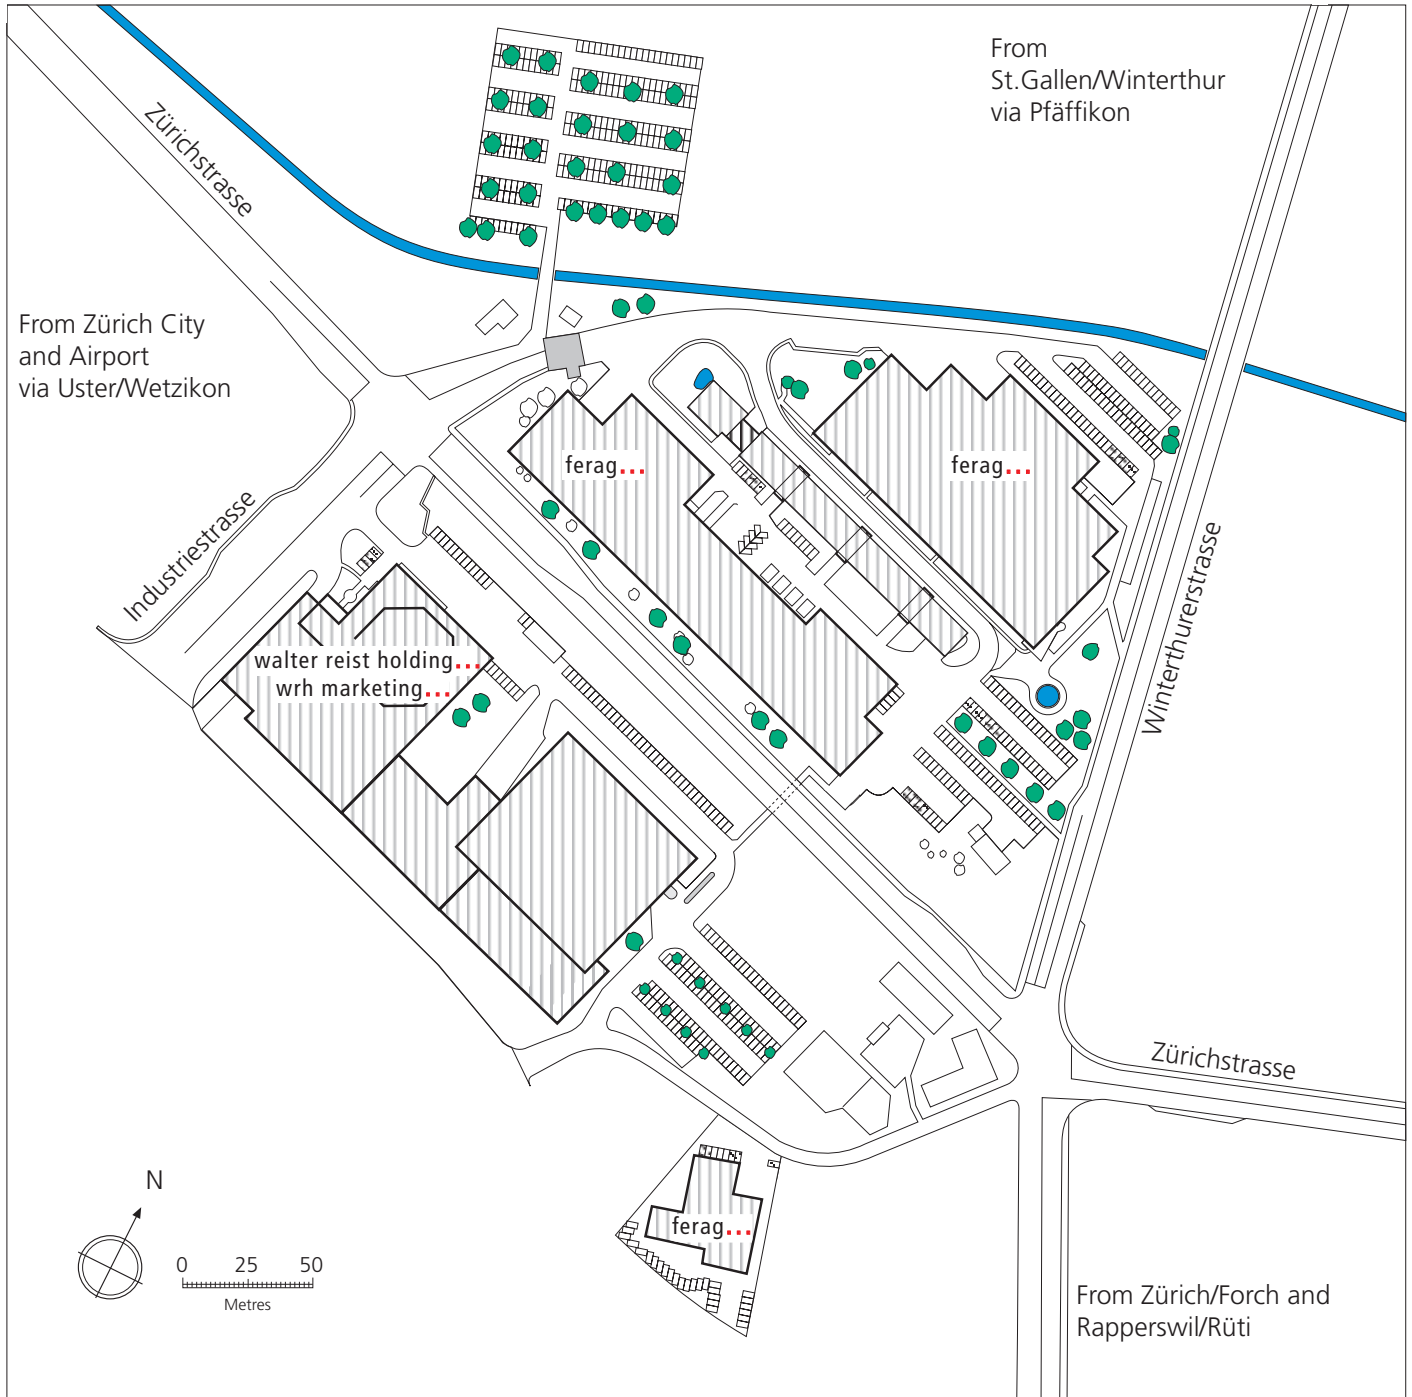 From
St.Gallen/Winterthur
via Pfäffikon
Zürichstrasse
From Zürich City
and Airport
via Uster/Wetzikon
ferag...
ferag...
Industriestrasse
Winterthurerstrasse
walter reist holding...
wrh marketing...
Zürichstrasse
N
0 25 50
Metres
ferag...
From Zürich/Forch and
Rapperswil/Rüti